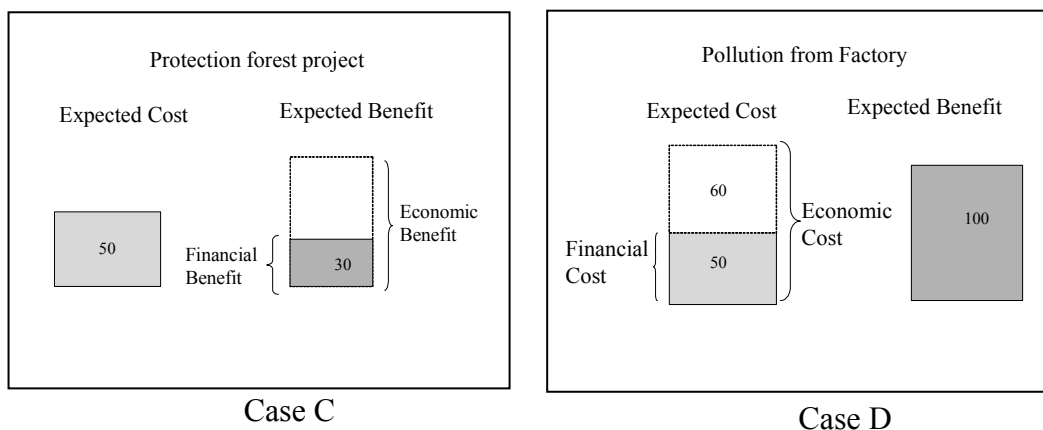 Protection forest project
Expected Cost
Expected Benefit
50
Financial
Benefit
30
Economic
Benefit
Case C
Pollution from Factory
Expected Cost
Expected Benefit
60
Financial
Cost
50
Economic
Cost
100
Case D